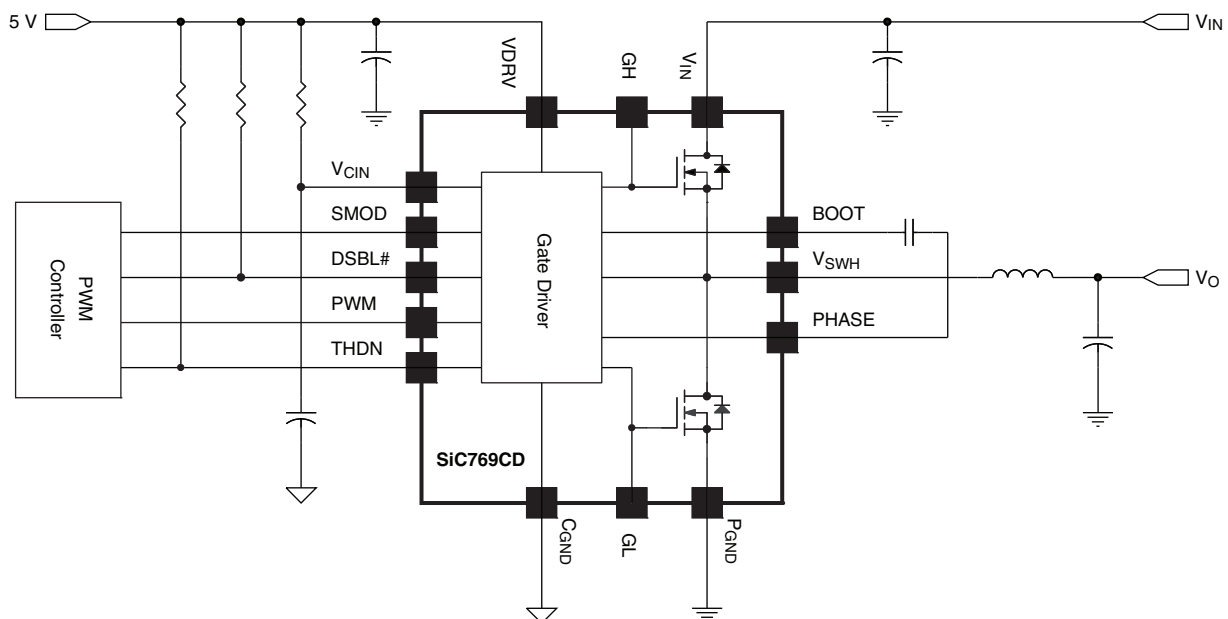 5 V
VDRV
GH
VIN
VIN
VCIN
SMOD
DSBL#
PWM
THDN
PWM
Controller
Gate Driver
BOOT
VSWH
PHASE
VO
SiC769CD
CGND
GL
PGND